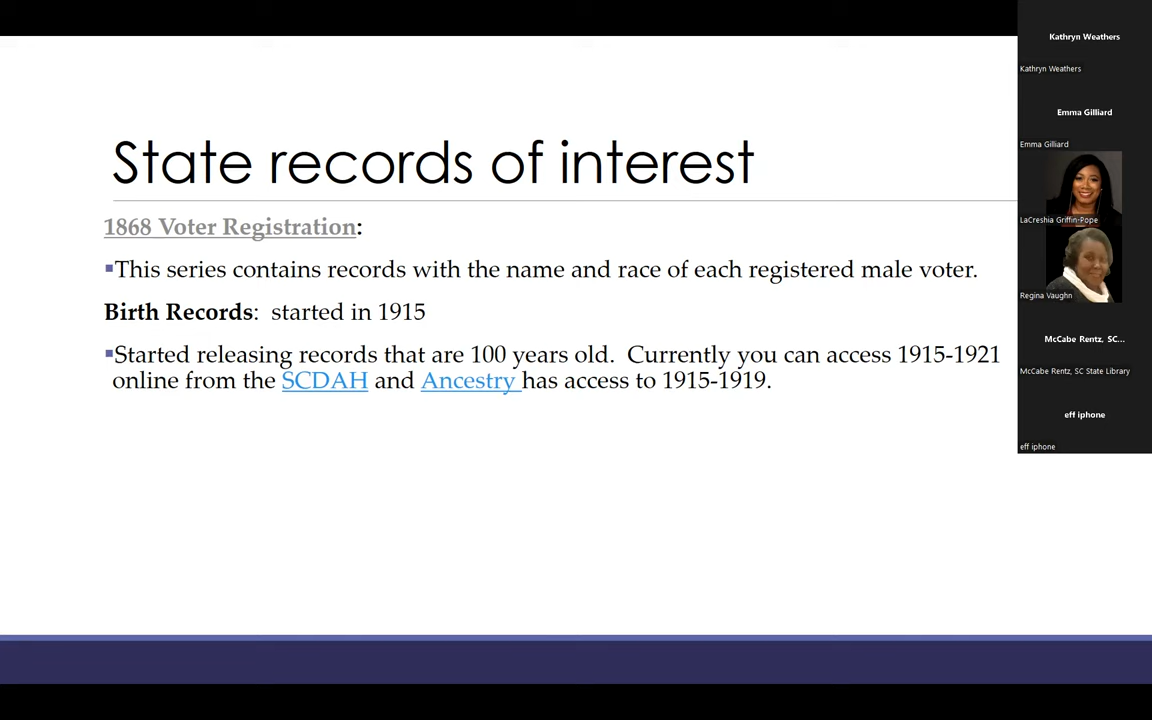 State records of interest
1868 Voter Registration:
▪This series contains records with the name and race of each registered male voter.
Birth Records:  started in 1915
▪Started releasing records that are 100 years old.  Currently you can access 1915-1921
online from the SCDAH and Ancestry has access to 1915-1919.
Kathryn Weathers
Kathryn Weathers
Emma Gilliard
Emma Gilliard
LaCreshia Griffin-Pope
Regina Vaughn
McCabe Rentz, SC...
McCabe Rentz, SC State Library
eff iphone
eff iphone